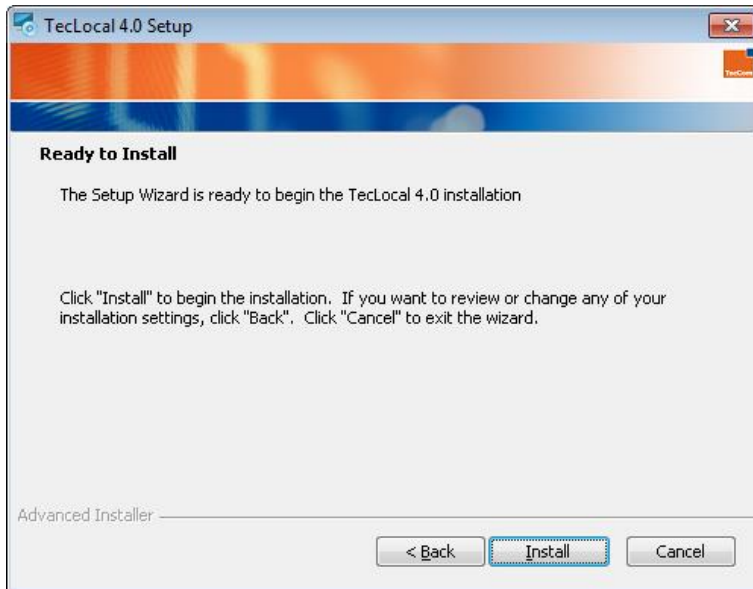 TecLocal 4.0 Setup
TecCom
Ready to Install
The Setup Wizard is ready to begin the TecLocal 4.0 installation
Click "Install" to begin the installation.  If you want to review or change any of your
installation settings, click "Back".  Click "Cancel" to exit the wizard.
Advanced Installer
< Back
Install
Cancel